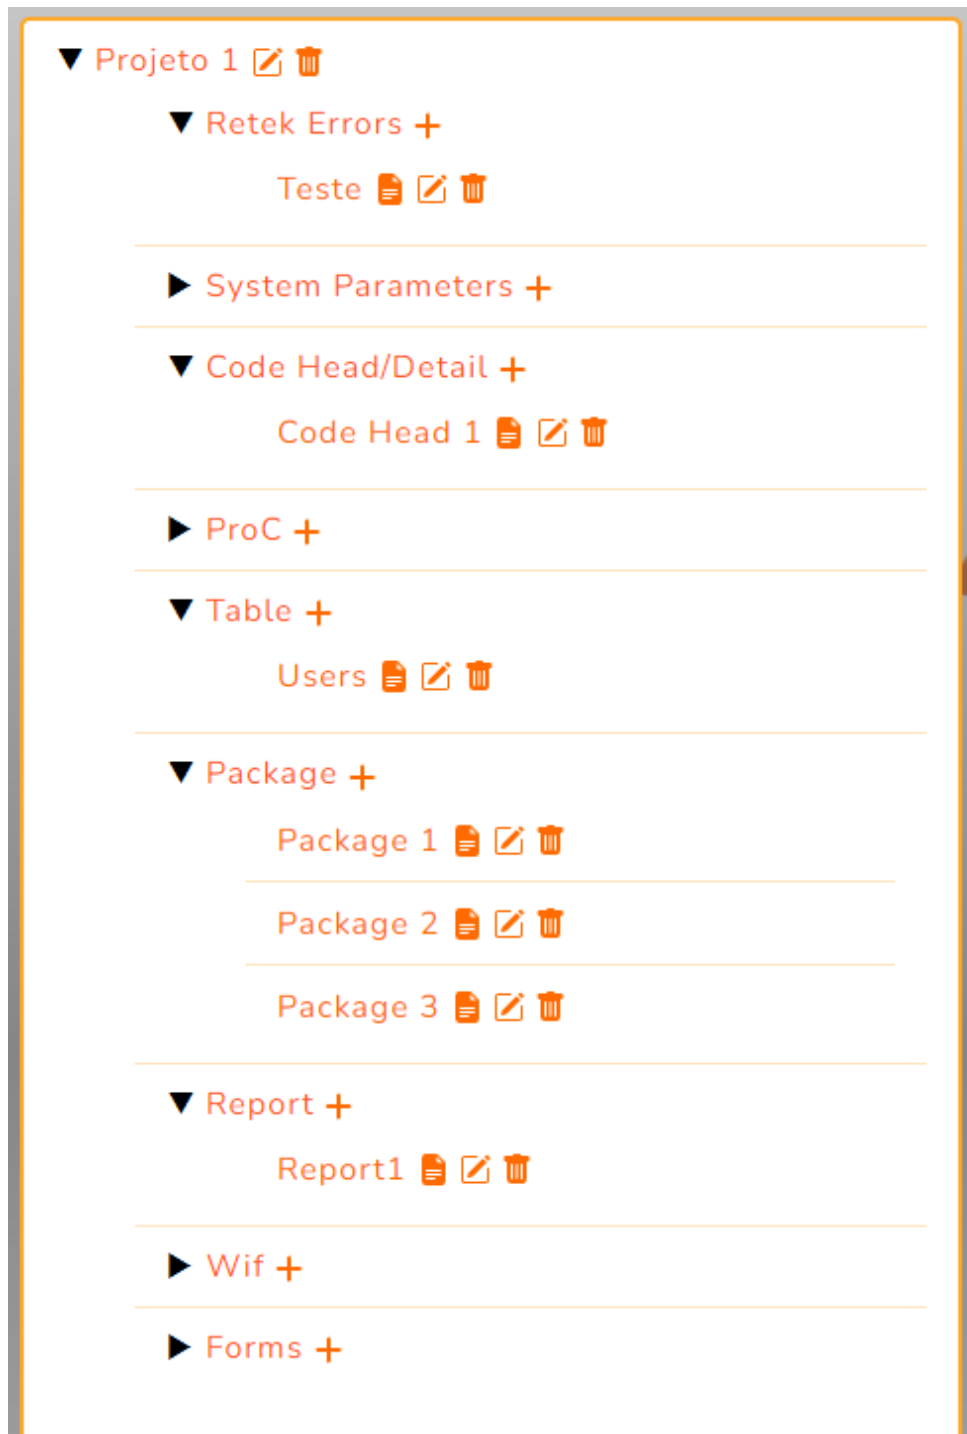 Projeto 1
Retek Errors
Teste
System Parameters
Code Head/Detail
Code Head 1
ProC
Table
Users
Package
Package 1
Package 2
Package 3
Report
Report1
Wif
Forms